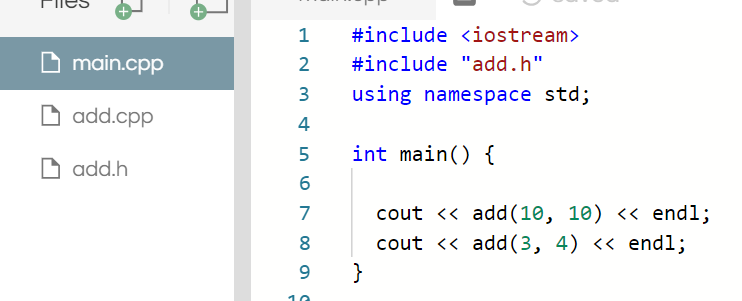 Files
main.cpp
add.cpp
add.h
main.cpp
saved
1 #include <iostream>
2 #include "add.h"
3 using namespace std;
4
5 int main() {
6
7 cout << add(10, 10) << endl;
8 cout << add(3, 4) << endl;
9 }
10